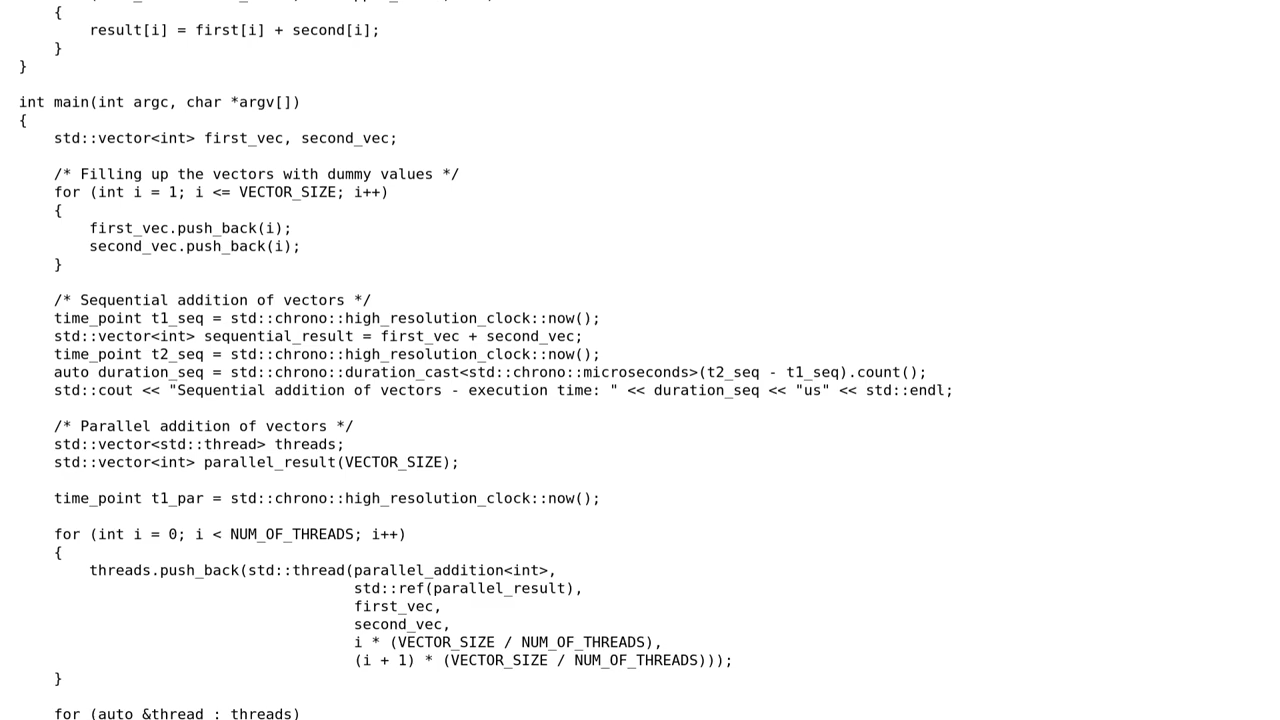 {
result[i] = first[i] + second[i];
}
}
int main(int argc, char *argv[])
{
std::vector<int> first_vec, second_vec;
/* Filling up the vectors with dummy values */
for (int i = 1; i <= VECTOR_SIZE; i++)
{
first_vec.push_back(i);
second_vec.push_back(i);
}
/* Sequential addition of vectors */
time_point t1_seq = std::chrono::high_resolution_clock::now();
std::vector<int> sequential_result = first_vec + second_vec;
time_point t2_seq = std::chrono::high_resolution_clock::now();
auto duration_seq = std::chrono::duration_cast<std::chrono::microseconds>(t2_seq - t1_seq).count();
std::cout << "Sequential addition of vectors - execution time: " << duration_seq << "us" << std::endl;
/* Parallel addition of vectors */
std::vector<std::thread> threads;
std::vector<int> parallel_result(VECTOR_SIZE);
time_point t1_par = std::chrono::high_resolution_clock::now();
for (int i = 0; i < NUM_OF_THREADS; i++)
{
threads.push_back(std::thread(parallel_addition<int>,
std::ref(parallel_result),
first_vec,
second_vec,
i * (VECTOR_SIZE / NUM_OF_THREADS),
(i + 1) * (VECTOR_SIZE / NUM_OF_THREADS)));
}
for (auto &thread : threads)